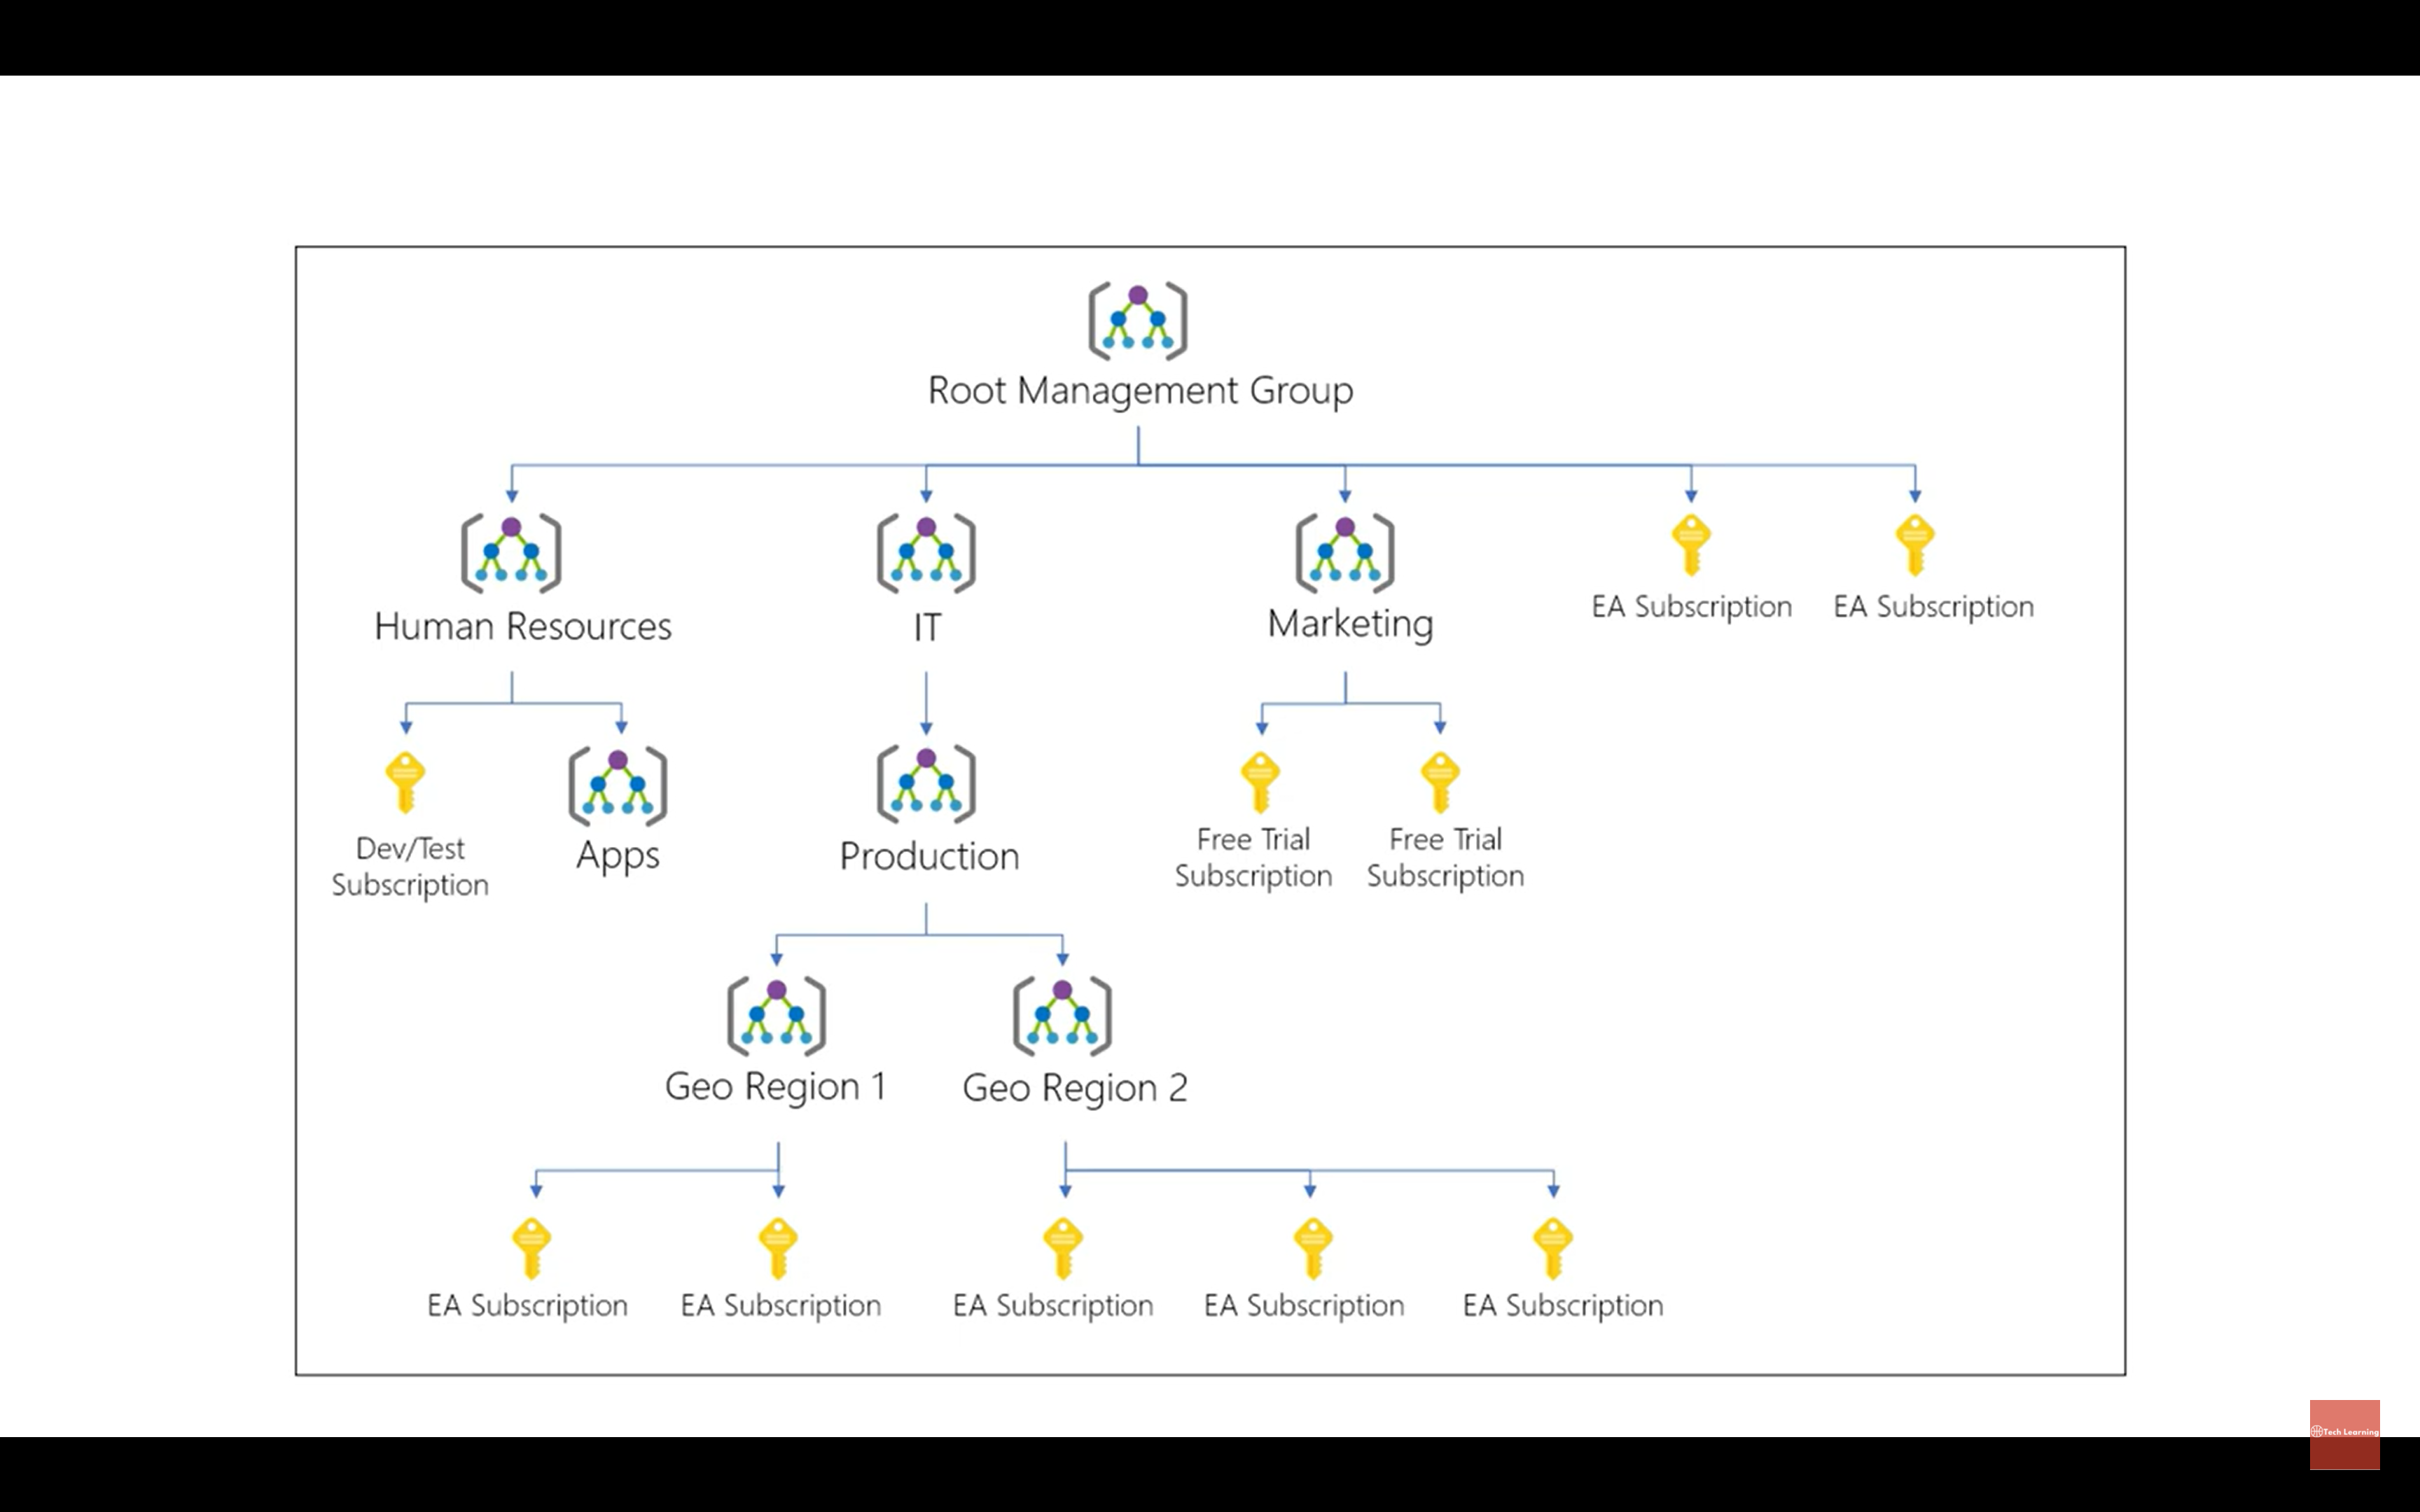 Root Management Group
Human Resources
IT
Marketing
EA Subscription
EA Subscription
Dev/Test
Subscription
Apps
Production
Free Trial
Subscription
Free Trial
Subscription
Geo Region 1
Geo Region 2
EA Subscription
EA Subscription
EA Subscription
EA Subscription
EA Subscription
Tech Learning